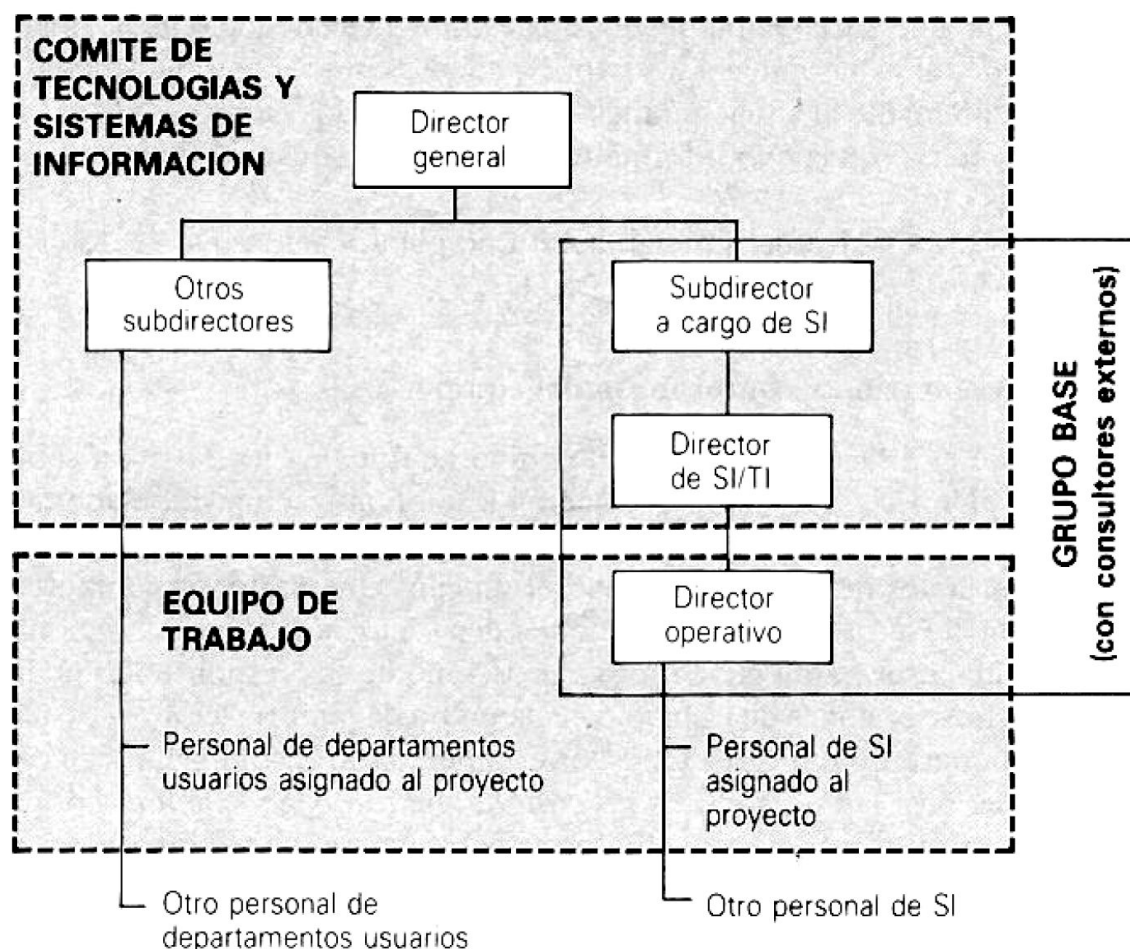 COMITE DE
TECNOLOGIAS Y
SISTEMAS DE
INFORMACION
Director
general
Otros
subdirectores
Subdirector
a cargo de SI
Director
de SI/TI
GRUPO BASE
(con consultores externos)
EQUIPO DE
TRABAJO
Director
operativo
Personal de departamentos
usuarios asignado al proyecto
Personal de SI
asignado al
proyecto
Otro personal de
departamentos usuarios
Otro personal de SI